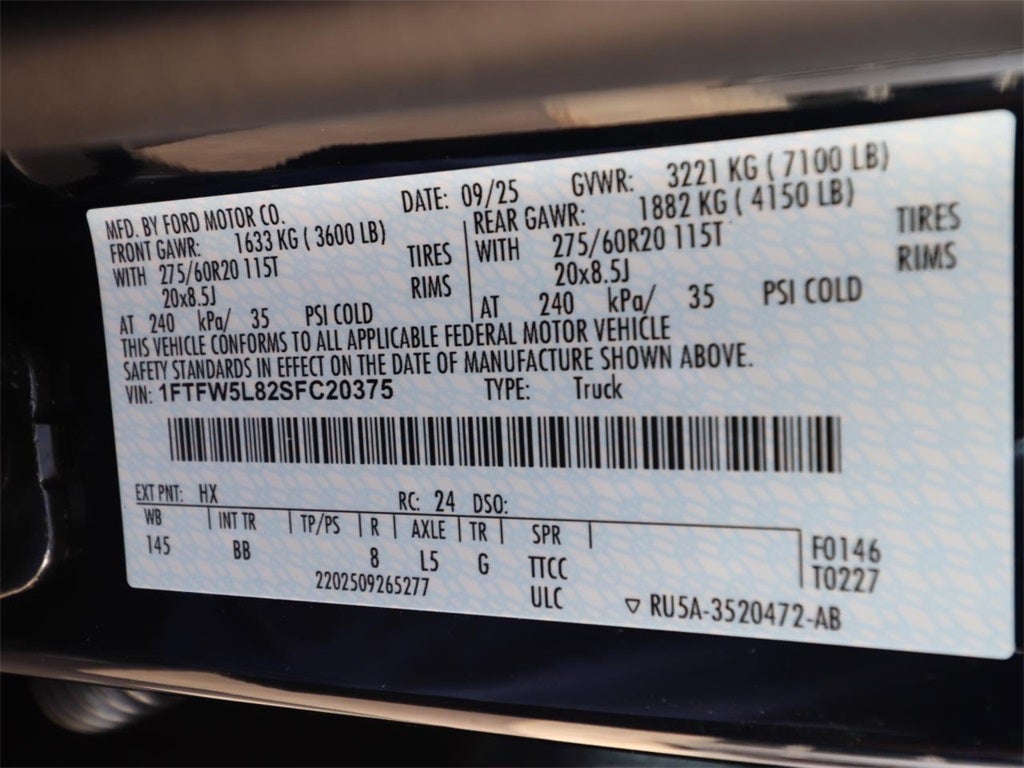 MFD. BY FORD MOTOR CO. DATE: 09/25 GVWR: 3221 KG ( 7100 LB)
FRONT GAWR: 1633 KG ( 3600 LB) REAR GAWR: 1882 KG ( 4150 LB)
WITH 275/60R20 115T TIRES WITH 275/60R20 115T TIRES
20x8.5J RIMS 20x8.5J RIMS
AT 240 kPa/ 35 PSI COLD AT 240 kPa/ 35 PSI COLD
THIS VEHICLE CONFORMS TO ALL APPLICABLE FEDERAL MOTOR VEHICLE
SAFETY STANDARDS IN EFFECT ON THE DATE OF MANUFACTURE SHOWN ABOVE.
VIN: 1FTFW5L82SFC20375 TYPE: Truck
EXT PNT: HX RC: 24 DSO:
WB INT TR TP/PS R AXLE TR SPR F0146
145 BB 8 L5 G TTCC T0227
2202509265277 ULC RU5A-3520472-AB